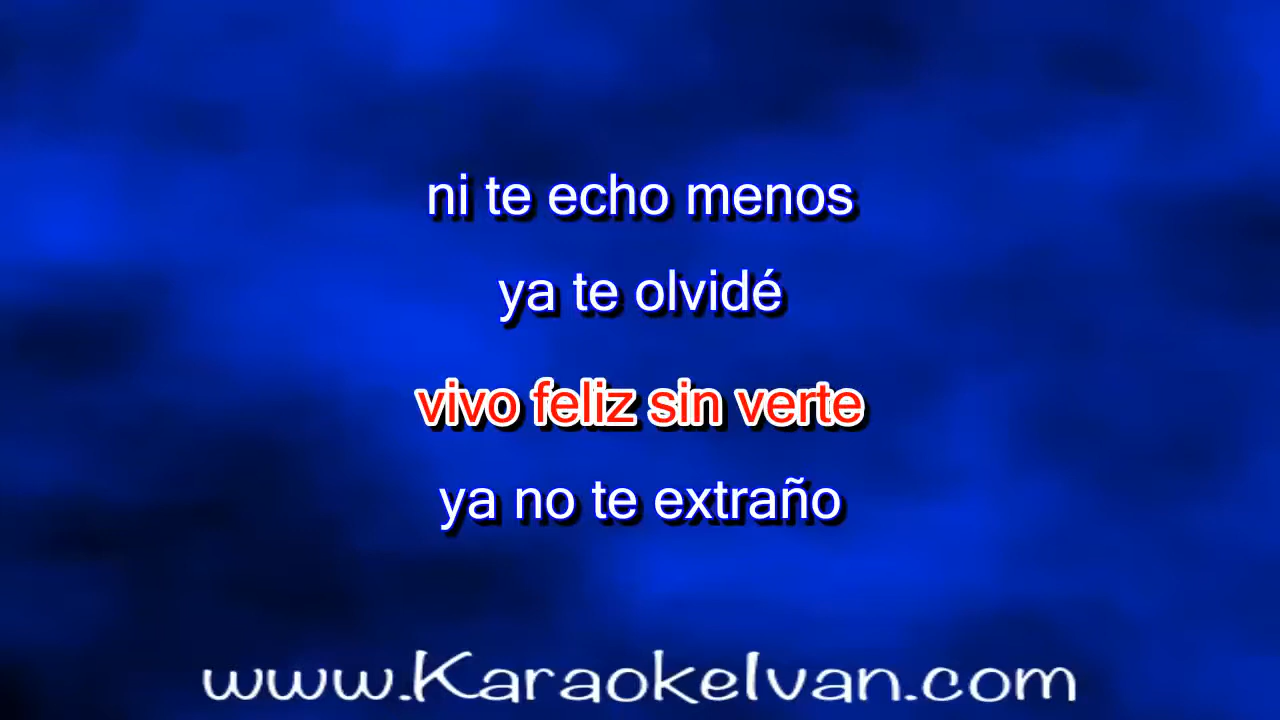 ni te echo menos
ya te olvidé
vivo feliz sin verte
ya no te extraño
www.KaraokeIvan.com